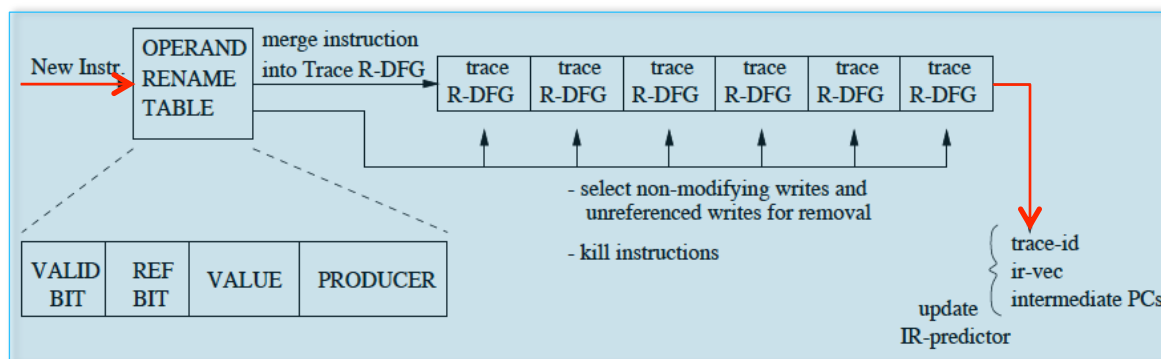 New Instr.
OPERAND
RENAME
TABLE
merge instruction
into Trace R-DFG
trace
R-DFG
trace
R-DFG
trace
R-DFG
trace
R-DFG
trace
R-DFG
trace
R-DFG
- select non-modifying writes and
unreferenced writes for removal
- kill instructions
VALID
BIT
REF
BIT
VALUE
PRODUCER
trace-id
ir-vec
intermediate PCs
update
IR-predictor